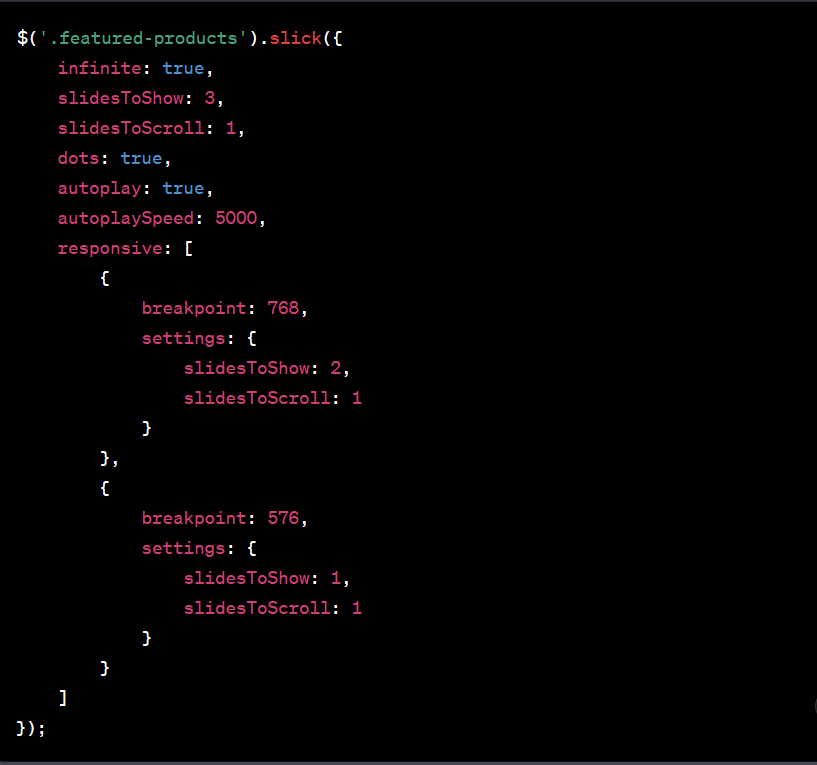 $('.featured-products').slick({
    infinite: true,
    slidesToShow: 3,
    slidesToScroll: 1,
    dots: true,
    autoplay: true,
    autoplaySpeed: 5000,
    responsive: [
        {
            breakpoint: 768,
            settings: {
                slidesToShow: 2,
                slidesToScroll: 1
            }
        },
        {
            breakpoint: 576,
            settings: {
                slidesToShow: 1,
                slidesToScroll: 1
            }
        }
    ]
});